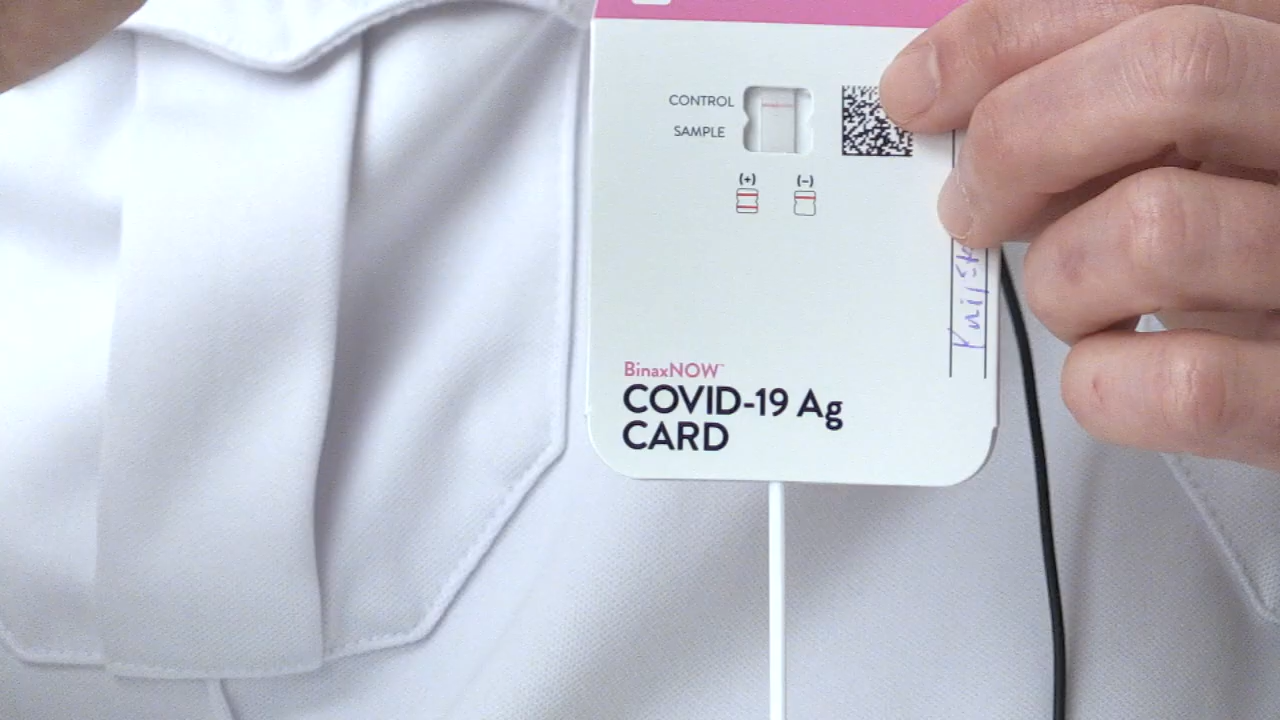 CONTROL
SAMPLE
(+) (-)
BinaxNOW™
COVID-19 Ag
CARD